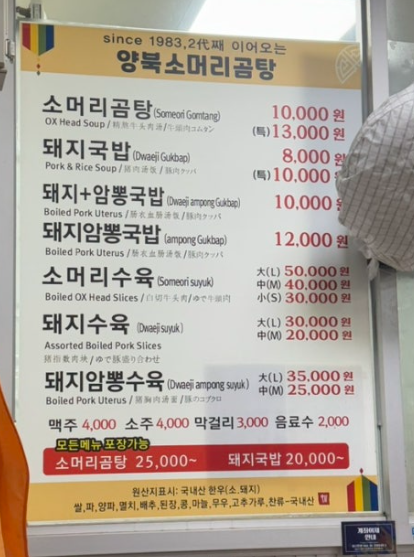 since 1983,2代째 이어오는
양북소머리곰탕
소머리곰탕(Someori Gomtang) 10,000 원
OX Head Soup / (특)13,000 원
돼지국밥(Dwaeji Gukbap) 8,000 원
Pork & Rice Soup / (특)10,000 원
돼지+암뽕국밥(Dwaeji ampong Gukbap) 10,000 원
Boiled Pork Uterus /
돼지암뽕국밥(ampong Gukbap) 12,000 원
Boiled Pork Uterus /
소머리수육(Someori suyuk) 大(L) 50,000 원
中(M) 40,000 원
Boiled OX Head Slices / 小(S) 30,000 원
돼지수육 (Dwaeji suyuk) 大(L) 30,000 원
中(M) 20,000 원
Assorted Boiled Pork Slices
돼지암뽕수육(Dwaeji ampong suyuk) 大(L) 35,000 원
中(M) 25,000 원
Boiled Pork Uterus /
맥주 4,000 소주 4,000 막걸리 3,000 음료수 2,000
모든메뉴 포장가능
소머리곰탕 25,000~ 돼지국밥 20,000~
원산지표시: 국내산 한우(소.돼지)
쌀,파,양파,멸치,배추,된장,콩,마늘,무우,고추가루,찬류-국내산
계좌이체
안내